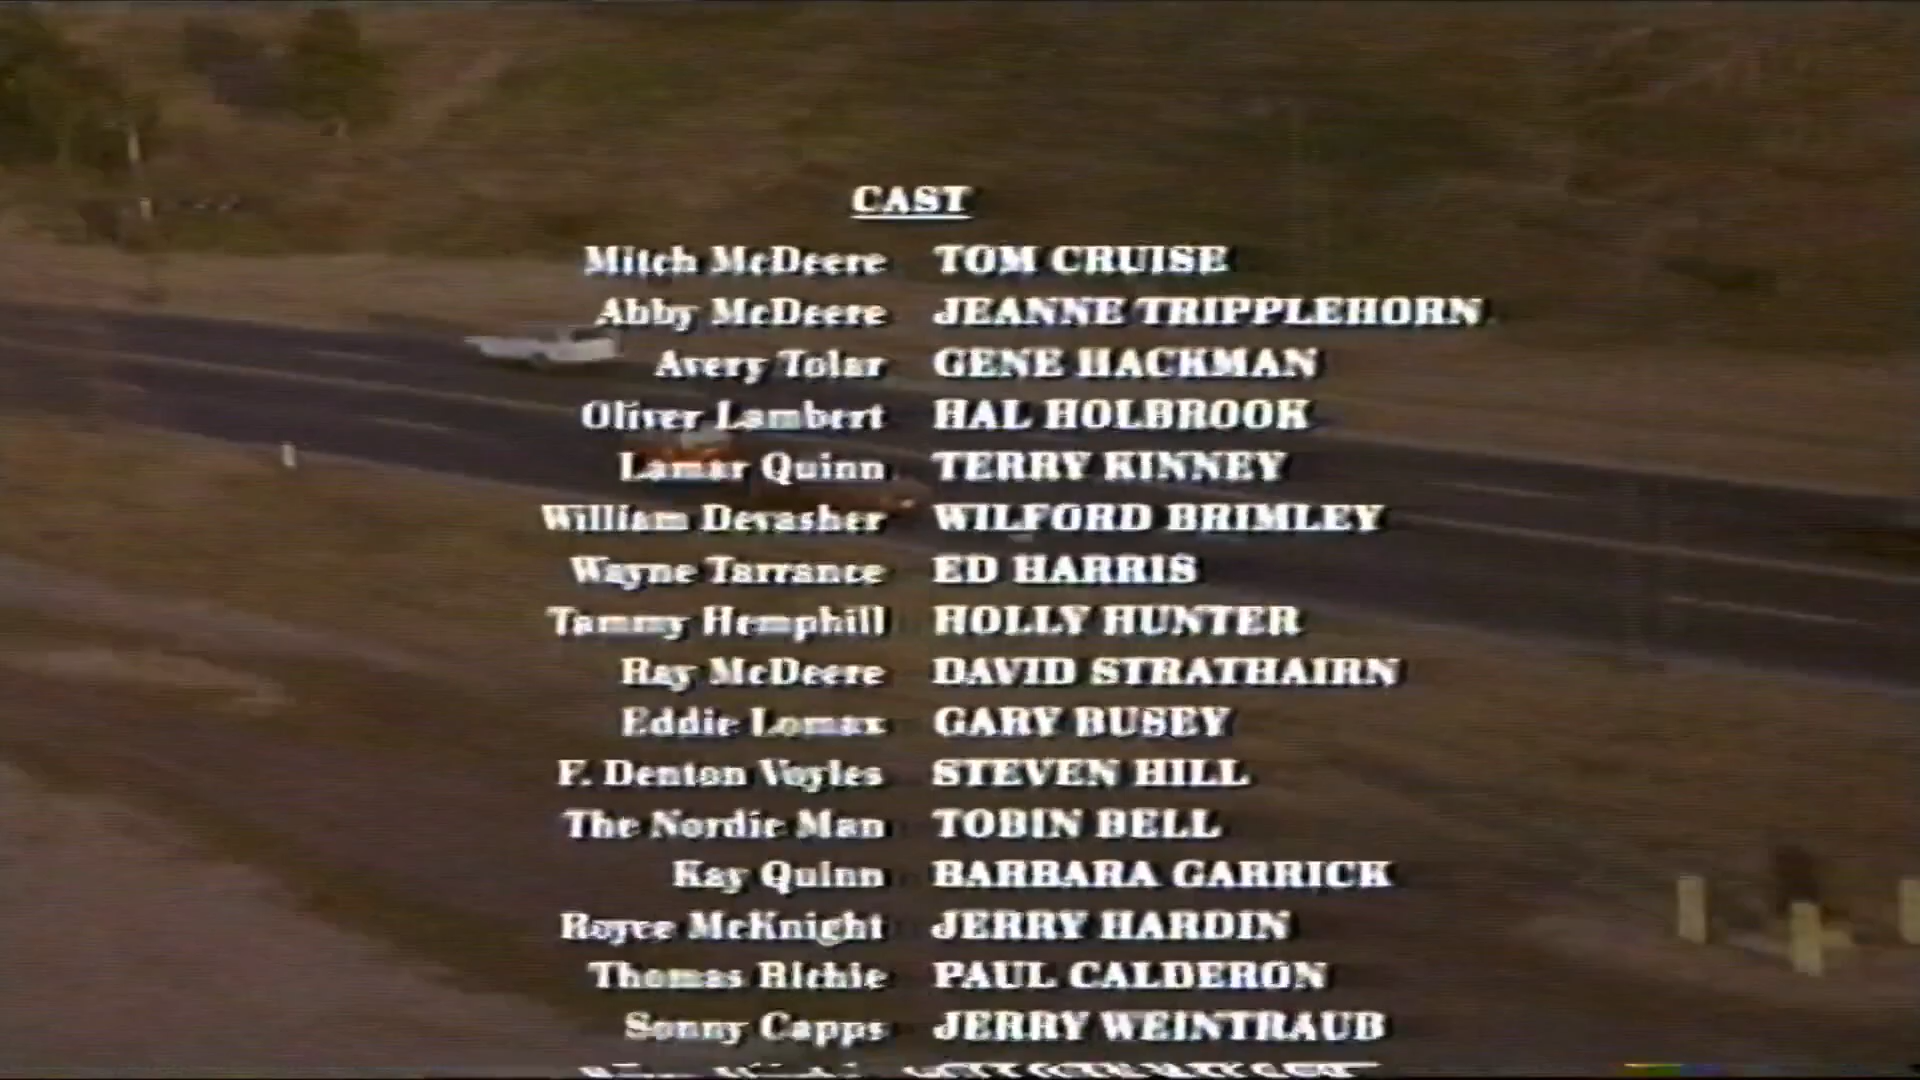 CAST
Mitch McDeere TOM CRUISE
Abby McDeere JEANNE TRIPPLEHORN
Avery Tolar GENE HACKMAN
Oliver Lambert HAL HOLBROOK
Lamar Quinn TERRY KINNEY
William Devasher WILFORD BRIMLEY
Wayne Tarrance ED HARRIS
Tammy Hemphill HOLLY HUNTER
Ray McDeere DAVID STRATHAIRN
Eddie Lomax GARY BUSEY
F. Denton Voyles STEVEN HILL
The Nordic Man TOBIN BELL
Kay Quinn BARBARA GARRICK
Royce McKnight JERRY HARDIN
Thomas Richie PAUL CALDERON
Sonny Capps JERRY WEINTRAUB